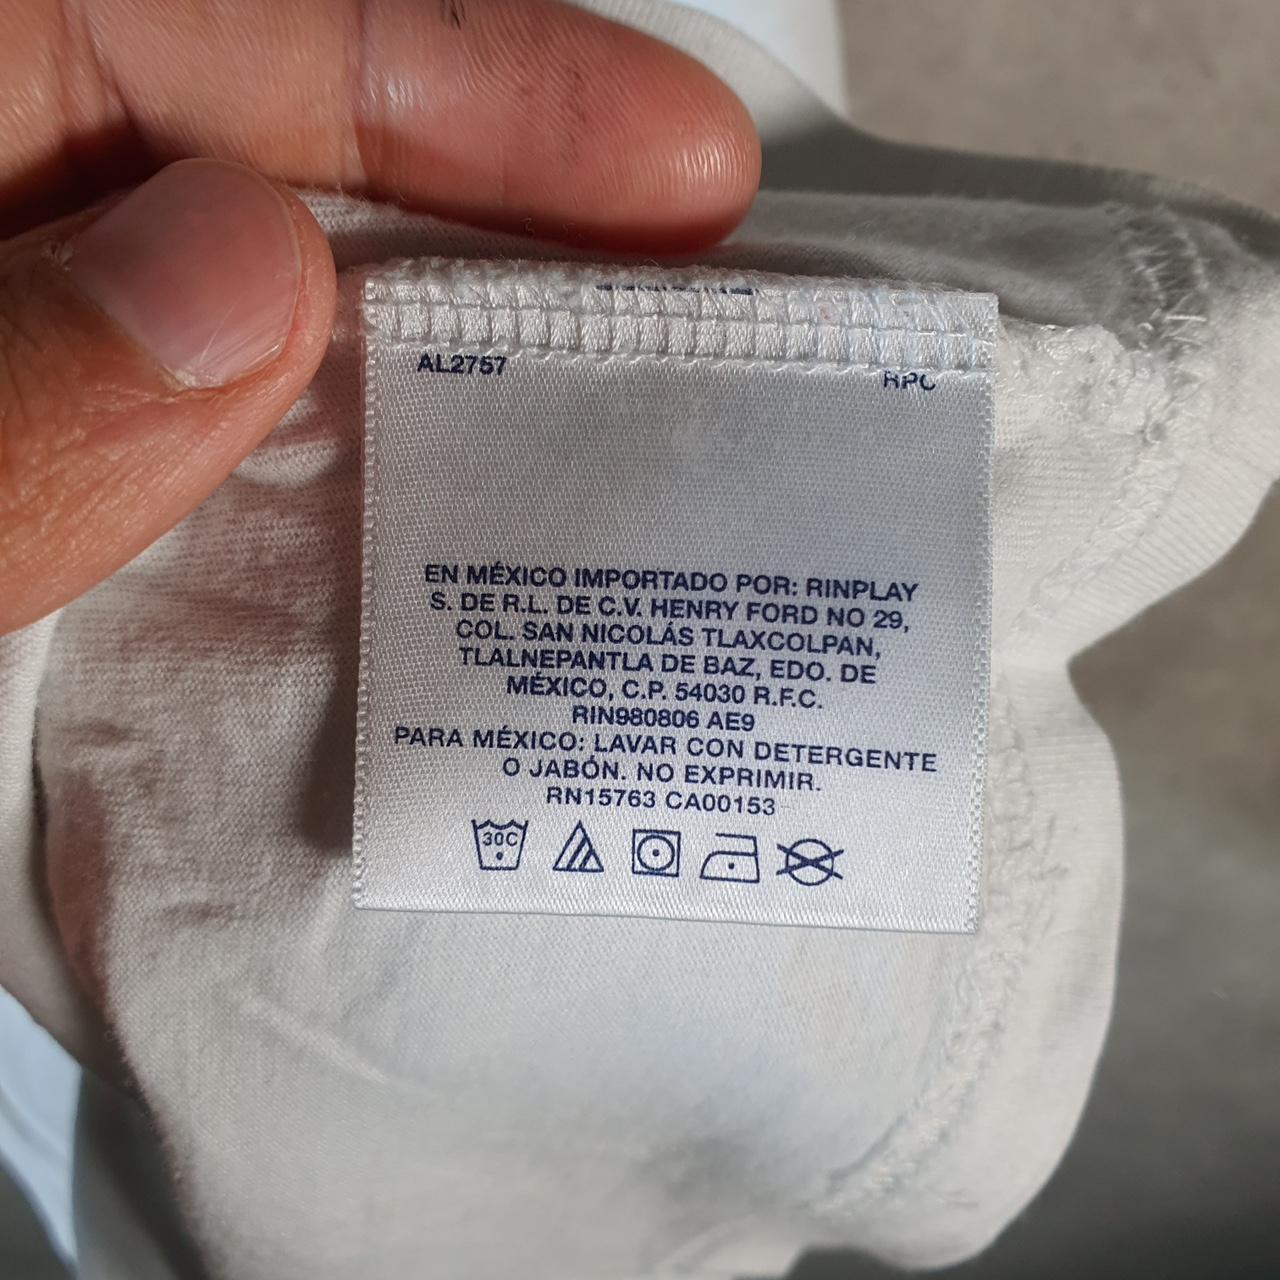 AL2757
RPC
EN MÉXICO IMPORTADO POR: RINPLAY
S. DE R.L. DE C.V. HENRY FORD NO 29,
COL. SAN NICOLÁS TLAXCOLPAN,
TLALNEPANTLA DE BAZ, EDO. DE
MÉXICO, C.P. 54030 R.F.C.
RIN980806 AE9
PARA MÉXICO: LAVAR CON DETERGENTE
O JABÓN. NO EXPRIMIR.
RN15763 CA00153
30C